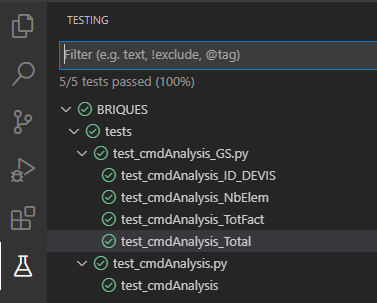 TESTING
Filter (e.g. text, !exclude, @tag)
5/5 tests passed (100%)
BRIQUES
tests
test_cmdAnalysis_GS.py
test_cmdAnalysis_ID_DEVIS
test_cmdAnalysis_NbElem
test_cmdAnalysis_TotFact
test_cmdAnalysis_Total
test_cmdAnalysis.py
test_cmdAnalysis